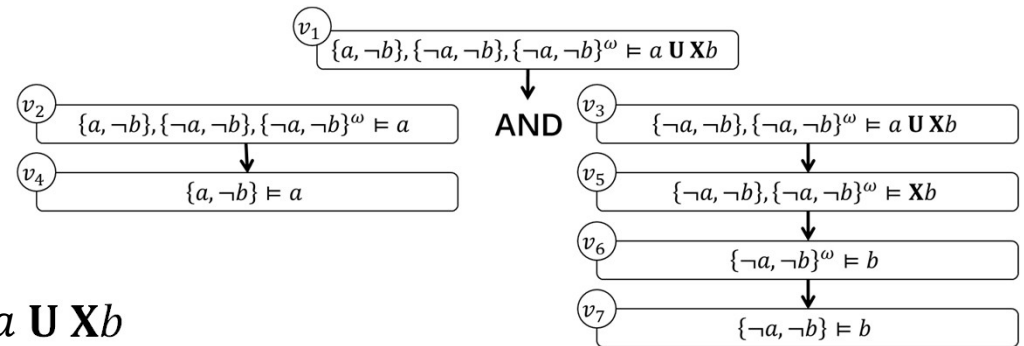 v₁
{a, ¬b}, {¬a, ¬b}, {¬a, ¬b}^ω ⊨ a U Xb
v₂
{a, ¬b}, {¬a, ¬b}, {¬a, ¬b}^ω ⊨ a
AND
v₃
{¬a, ¬b}, {¬a, ¬b}^ω ⊨ a U Xb
v₄
{a, ¬b} ⊨ a
v₅
{¬a, ¬b}, {¬a, ¬b}^ω ⊨ Xb
v₆
{¬a, ¬b}^ω ⊨ b
v₇
{¬a, ¬b} ⊨ b
a U Xb